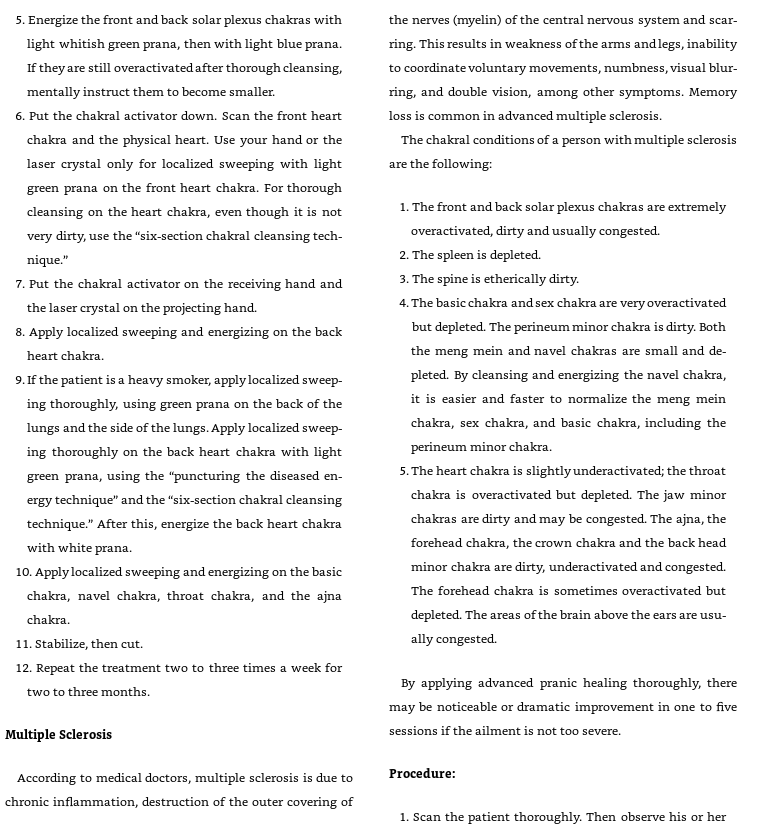 5. Energize the front and back solar plexus chakras with
light whitish green prana, then with light blue prana.
If they are still overactivated after thorough cleansing,
mentally instruct them to become smaller.
6. Put the chakral activator down. Scan the front heart
chakra and the physical heart. Use your hand or the
laser crystal only for localized sweeping with light
green prana on the front heart chakra. For thorough
cleansing on the heart chakra, even though it is not
very dirty, use the “six-section chakral cleansing tech-
nique.”
7. Put the chakral activator on the receiving hand and
the laser crystal on the projecting hand.
8. Apply localized sweeping and energizing on the back
heart chakra.
9. If the patient is a heavy smoker, apply localized sweep-
ing thoroughly, using green prana on the back of the
lungs and the side of the lungs. Apply localized sweep-
ing thoroughly on the back heart chakra with light
green prana, using the “puncturing the diseased en-
ergy technique” and the “six-section chakral cleansing
technique.” After this, energize the back heart chakra
with white prana.
10. Apply localized sweeping and energizing on the basic
chakra, navel chakra, throat chakra, and the ajna
chakra.
11. Stabilize, then cut.
12. Repeat the treatment two to three times a week for
two to three months.
Multiple Sclerosis
According to medical doctors, multiple sclerosis is due to
chronic inflammation, destruction of the outer covering of
the nerves (myelin) of the central nervous system and scar-
ring. This results in weakness of the arms and legs, inability
to coordinate voluntary movements, numbness, visual blur-
ring, and double vision, among other symptoms. Memory
loss is common in advanced multiple sclerosis.
The chakral conditions of a person with multiple sclerosis
are the following:
1. The front and back solar plexus chakras are extremely
overactivated, dirty and usually congested.
2. The spleen is depleted.
3. The spine is etherically dirty.
4. The basic chakra and sex chakra are very overactivated
but depleted. The perineum minor chakra is dirty. Both
the meng mein and navel chakras are small and de-
pleted. By cleansing and energizing the navel chakra,
it is easier and faster to normalize the meng mein
chakra, sex chakra, and basic chakra, including the
perineum minor chakra.
5. The heart chakra is slightly underactivated; the throat
chakra is overactivated but depleted. The jaw minor
chakras are dirty and may be congested. The ajna, the
forehead chakra, the crown chakra and the back head
minor chakra are dirty, underactivated and congested.
The forehead chakra is sometimes overactivated but
depleted. The areas of the brain above the ears are usu-
ally congested.
By applying advanced pranic healing thoroughly, there
may be noticeable or dramatic improvement in one to five
sessions if the ailment is not too severe.
Procedure:
1. Scan the patient thoroughly. Then observe his or her